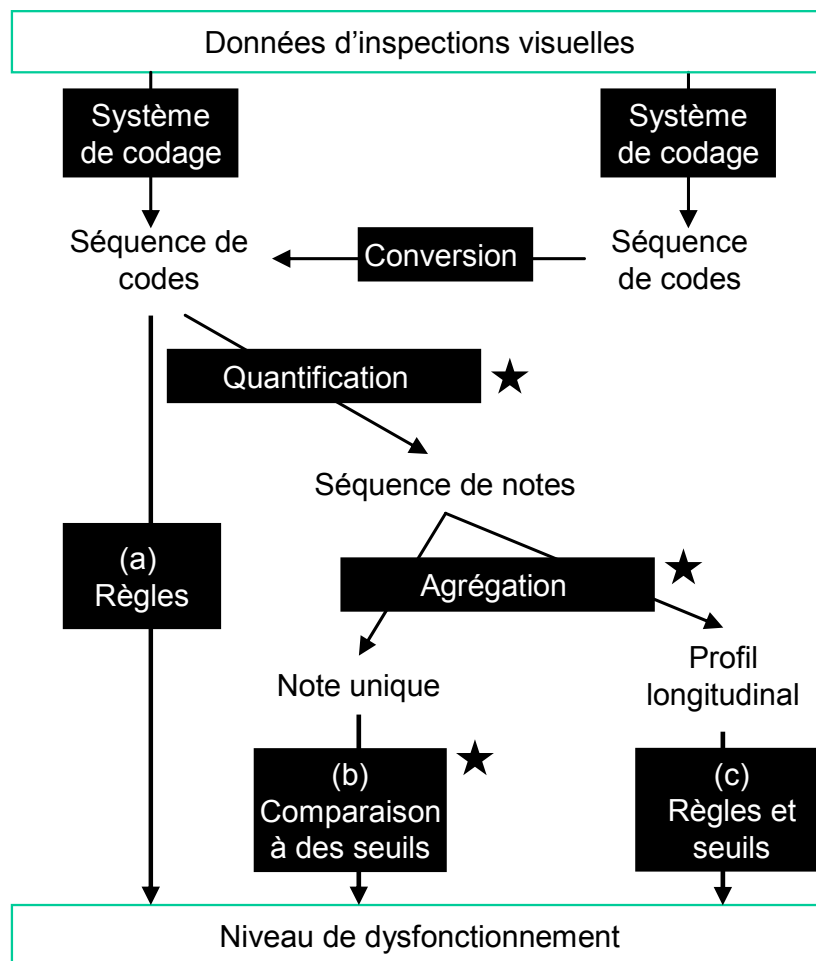 Données d’inspections visuelles
Système
de codage
Système
de codage
Séquence de
codes
Conversion
Séquence
de codes
Quantification
Séquence de notes
(a)
Règles
Agrégation
Note unique
Profil
longitudinal
(b)
Comparaison
à des seuils
(c)
Règles et
seuils
Niveau de dysfonctionnement